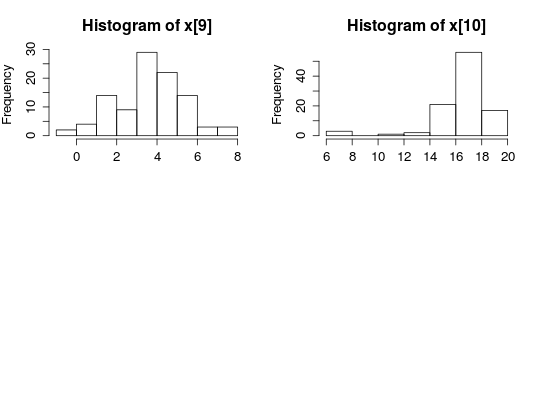 Histogram of x[9]
Frequency
0 10 20 30
0 2 4 6 8
Histogram of x[10]
Frequency
0 20 40
6 8 10 12 14 16 18 20